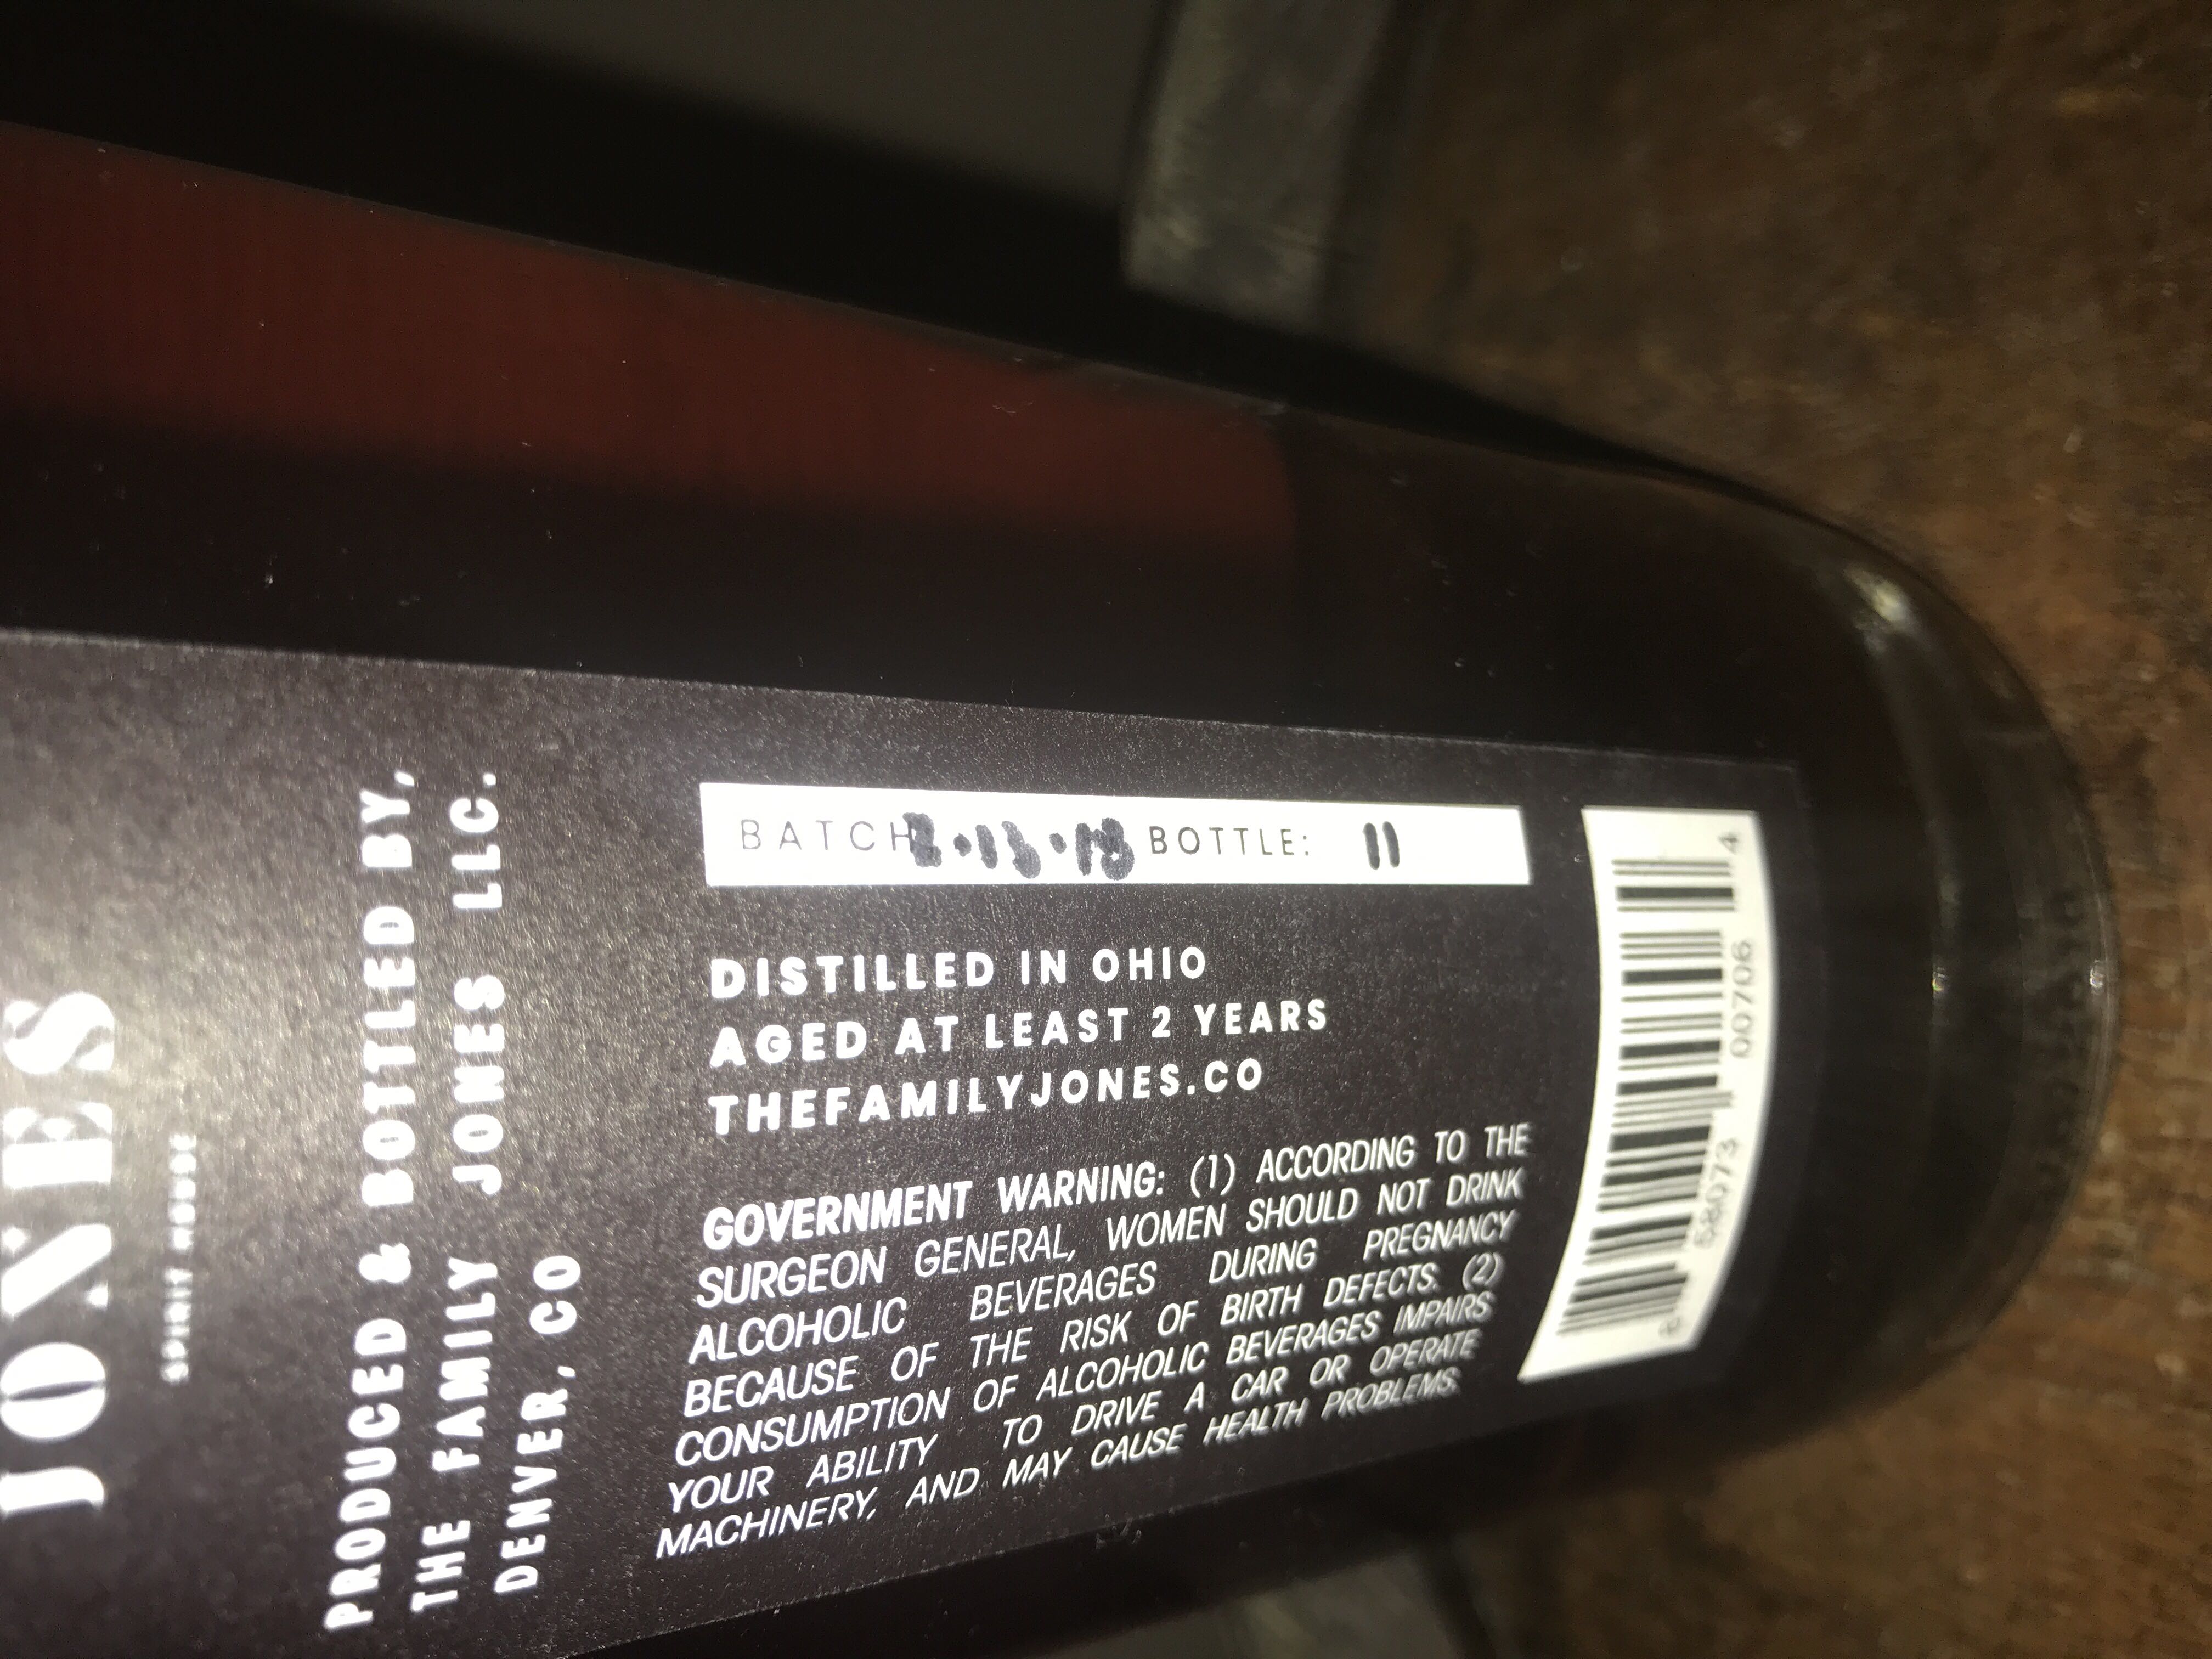 JONES
SPIRIT HOUSE
PRODUCED & BOTTLED BY,
THE FAMILY JONES LLC.
DENVER, CO
BATCH BOTTLE: 11
DISTILLED IN OHIO
AGED AT LEAST 2 YEARS
THEFAMILYJONES.CO
GOVERNMENT WARNING: (1) ACCORDING TO THE
SURGEON GENERAL, WOMEN SHOULD NOT DRINK
ALCOHOLIC BEVERAGES DURING PREGNANCY
BECAUSE OF THE RISK OF BIRTH DEFECTS. (2)
CONSUMPTION OF ALCOHOLIC BEVERAGES IMPAIRS
YOUR ABILITY TO DRIVE A CAR OR OPERATE
MACHINERY, AND MAY CAUSE HEALTH PROBLEMS.
00706 4